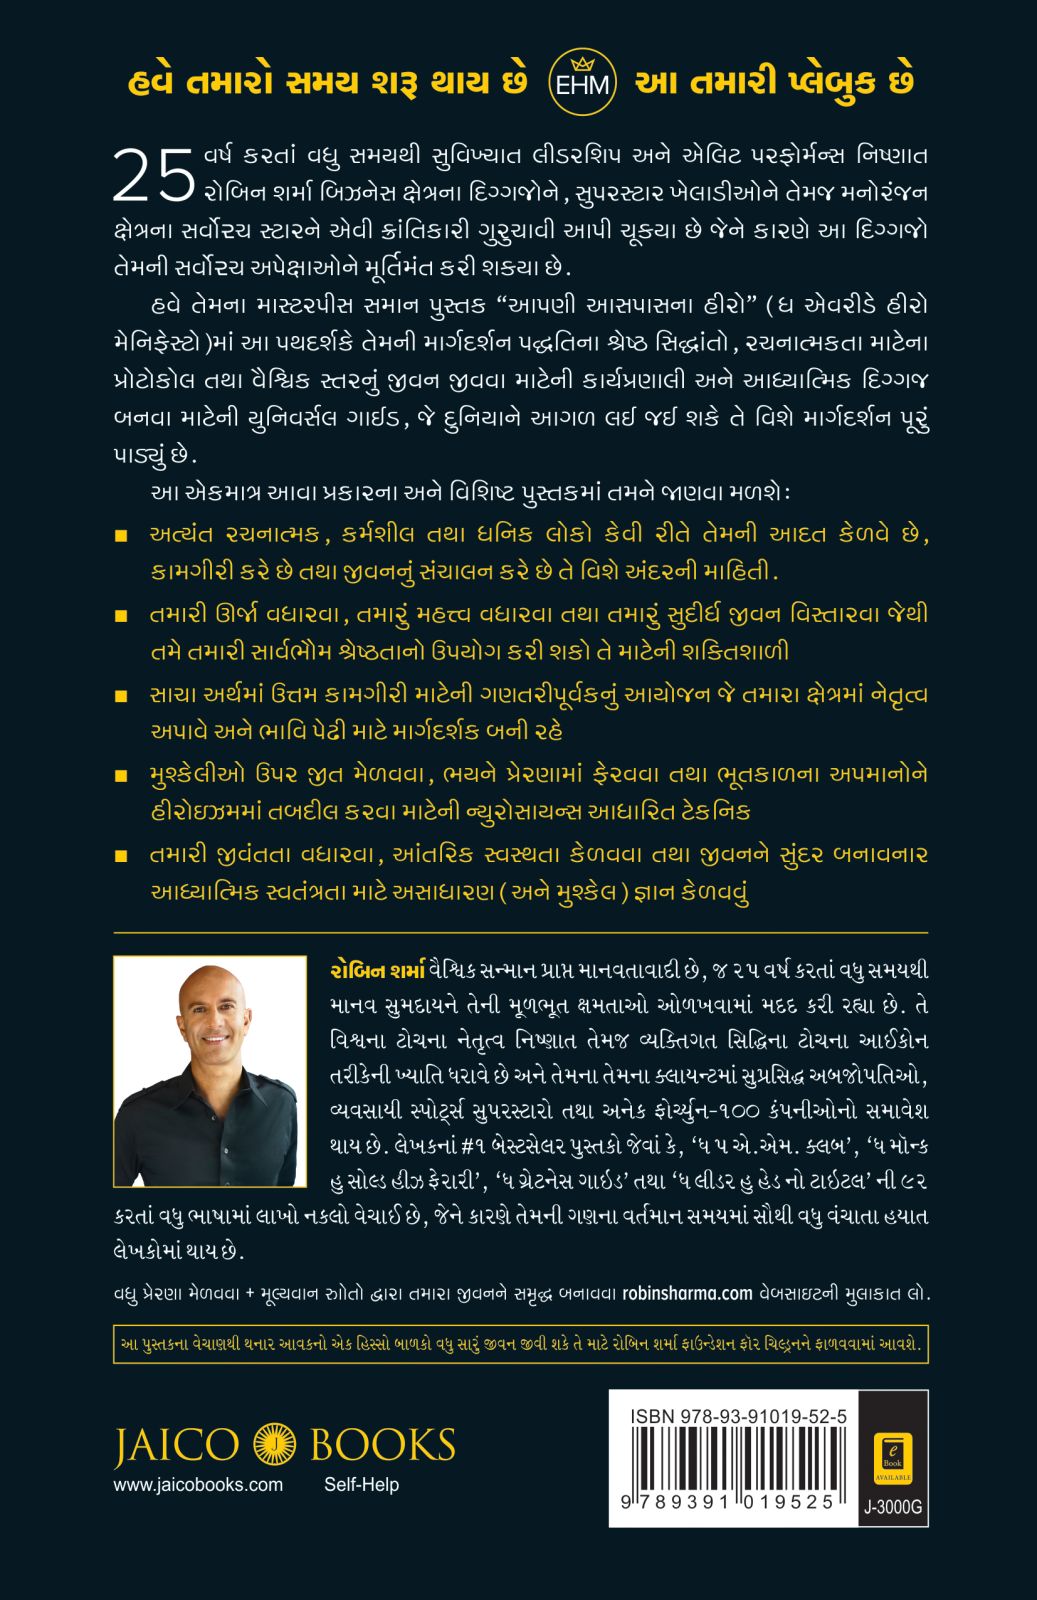 હવે તમારો સમય શરૂ થાય છે EHM આ તમારી પ્લેબુક છે
25 વર્ષ કરતાં વધુ સમયથી સુવિખ્યાત લીડરશિપ અને એલિટ પરફોર્મન્સ નિષ્ણાત
રોબિન શર્મા બિઝનેસ ક્ષેત્રના દિગ્ગજોને, સુપરસ્ટાર ખેલાડીઓને તેમજ મનોરંજન
ક્ષેત્રના સર્વોચ્ચ સ્ટારને એવી ક્રાંતિકારી ગુરુચાવી આપી ચૂક્યા છે જેને કારણે આ દિગ્ગજો
તેમની સર્વોચ્ચ અપેક્ષાઓને મૂર્તિમંત કરી શક્યા છે.
હવે તેમના માસ્ટરપીસ સમાન પુસ્તક “આપણી આસપાસના હીરો” (ધ એવરીડે હીરો
મેનિફેસ્ટો)માં આ પથદર્શકે તેમની માર્ગદર્શન પદ્ધતિના શ્રેષ્ઠ સિદ્ધાંતો, રચનાત્મકતા માટેના
પ્રોટોકોલ તથા વૈશ્વિક સ્તરનું જીવન જીવવા માટેની કાર્યપ્રણાલી અને આધ્યાત્મિક દિગ્ગજ
બનવા માટેની યુનિવર્સલ ગાઈડ, જે દુનિયાને આગળ લઈ જઈ શકે તે વિશે માર્ગદર્શન પૂરું
પાડ્યું છે.
આ એકમાત્ર આવા પ્રકારના અને વિશિષ્ટ પુસ્તકમાં તમને જાણવા મળશે:
■ અત્યંત રચનાત્મક, કર્મશીલ તથા ધનિક લોકો કેવી રીતે તેમની આદત કેળવે છે,
કામગીરી કરે છે તથા જીવનનું સંચાલન કરે છે તે વિશે અંદરની માહિતી.
■ તમારી ઊર્જા વધારવા, તમારું મહત્ત્વ વધારવા તથા તમારું સુદીર્ઘ જીવન વિસ્તારવા જેથી
તમે તમારી સાર્વભૌમ શ્રેષ્ઠતાનો ઉપયોગ કરી શકો તે માટેની શક્તિશાળી
■ સાચા અર્થમાં ઉત્તમ કામગીરી માટેની ગણતરીપૂર્વકનું આયોજન જે તમારા ક્ષેત્રમાં નેતૃત્વ
અપાવે અને ભાવિ પેઢી માટે માર્ગદર્શક બની રહે
■ મુશ્કેલીઓ ઉપર જીત મેળવવા, ભયને પ્રેરણામાં ફેરવવા તથા ભૂતકાળના અપમાનોને
હીરોઇઝમમાં તબદીલ કરવા માટેની ન્યુરોસાયન્સ આધારિત ટેકનિક
■ તમારી જીવંતતા વધારવા, આંતરિક સ્વસ્થતા કેળવવા તથા જીવનને સુંદર બનાવનાર
આધ્યાત્મિક સ્વતંત્રતા માટે અસાધારણ (અને મુશ્કેલ) જ્ઞાન કેળવવું
રોબિન શર્મા વૈશ્વિક સન્માન પ્રાપ્ત માનવતાવાદી છે, જ ૨૫ વર્ષ કરતાં વધુ સમયથી
માનવ સુમદાયને તેની મૂળભૂત ક્ષમતાઓ ઓળખવામાં મદદ કરી રહ્યા છે. તે
વિશ્વના ટોચના નેતૃત્વ નિષ્ણાત તેમજ વ્યક્તિગત સિદ્ધિના ટોચના આઈકોન
તરીકેની ખ્યાતિ ધરાવે છે અને તેમના તેમના ક્લાયન્ટમાં સુપ્રસિદ્ધ અબજોપતિઓ,
વ્યવસાયી સ્પોર્ટ્સ સુપરસ્ટારો તથા અનેક ફોર્ચ્યુન-૧૦૦ કંપનીઓનો સમાવેશ
થાય છે. લેખકનાં #૧ બેસ્ટસેલર પુસ્તકો જેવાં કે, ‘ધ ૫ એ.એમ. ક્લબ’, ‘ધ મૉન્ક
હુ સોલ્ડ હીઝ ફેરારી’, ‘ધ ગ્રેટનેસ ગાઇડ’ તથા ‘ધ લીડર હુ હેડ નો ટાઇટલ’ ની ૯૨
કરતાં વધુ ભાષામાં લાખો નકલો વેચાઈ છે, જેને કારણે તેમની ગણના વર્તમાન સમયમાં સૌથી વધુ વંચાતા હયાત
લેખકોમાં થાય છે.
વધુ પ્રેરણા મેળવવા + મૂલ્યવાન દ્વારા તમારા જીવનને સમૃદ્ધ બનાવવા robinsharma.com વેબસાઇટની મુલાકાત લો.
આ પુસ્તકના વેચાણથી થનાર આવકનો એક હિસ્સો બાળકો વધુ સારું જીવન જીવી શકે તે માટે રોબિન શર્મા ફાઉન્ડેશન ફૉર ચિલ્ડ્રનને ફાળવવામાં આવશે.
JAICO J BOOKS
www.jaicobooks.com Self-Help
ISBN 978-93-91019-52-5
9 789391 019525
e
Book
AVAILABLE
J-3000G